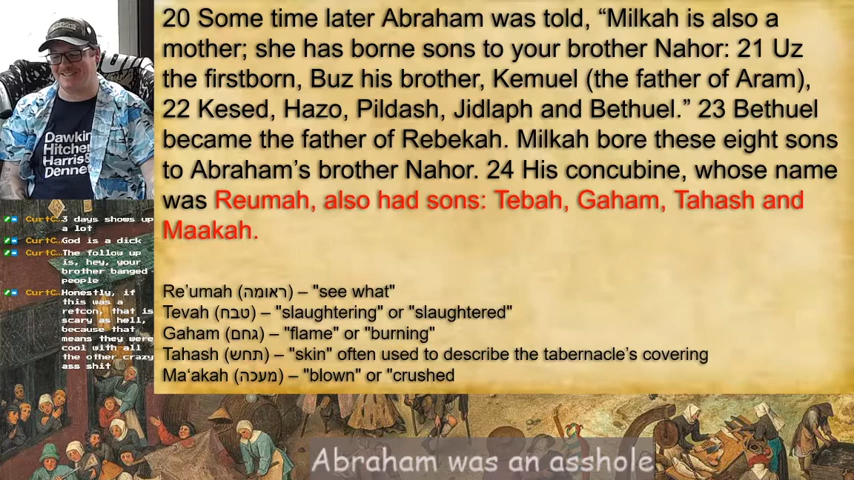 20 Some time later Abraham was told, “Milkah is also a
mother; she has borne sons to your brother Nahor: 21 Uz
the firstborn, Buz his brother, Kemuel (the father of Aram),
22 Kesed, Hazo, Pildash, Jidlaph and Bethuel.” 23 Bethuel
became the father of Rebekah. Milkah bore these eight sons
to Abraham’s brother Nahor. 24 His concubine, whose name
was Reumah, also had sons: Tebah, Gaham, Tahash and
Maakah.
Re’umah (ראומה) – "see what"
Tevah (טבח) – "slaughtering" or "slaughtered"
Gaham (גחם) – "flame" or "burning"
Tahash (תחש) – "skin" often used to describe the tabernacle’s covering
Ma‘akah (מעכה) – "blown" or "crushed
Dawkin
Hitcher
Harris&
Dennet
CurtC…3 days shows up
a lot
CurtC…God is a dick
CurtC…The follow up
is, hey, your
brother banged
people
CurtC…Honestly, if
this was a
retcon, that is
scary as hell,
because that
means they were
cool with all
the other crazy
ass shit
Abraham was an asshole